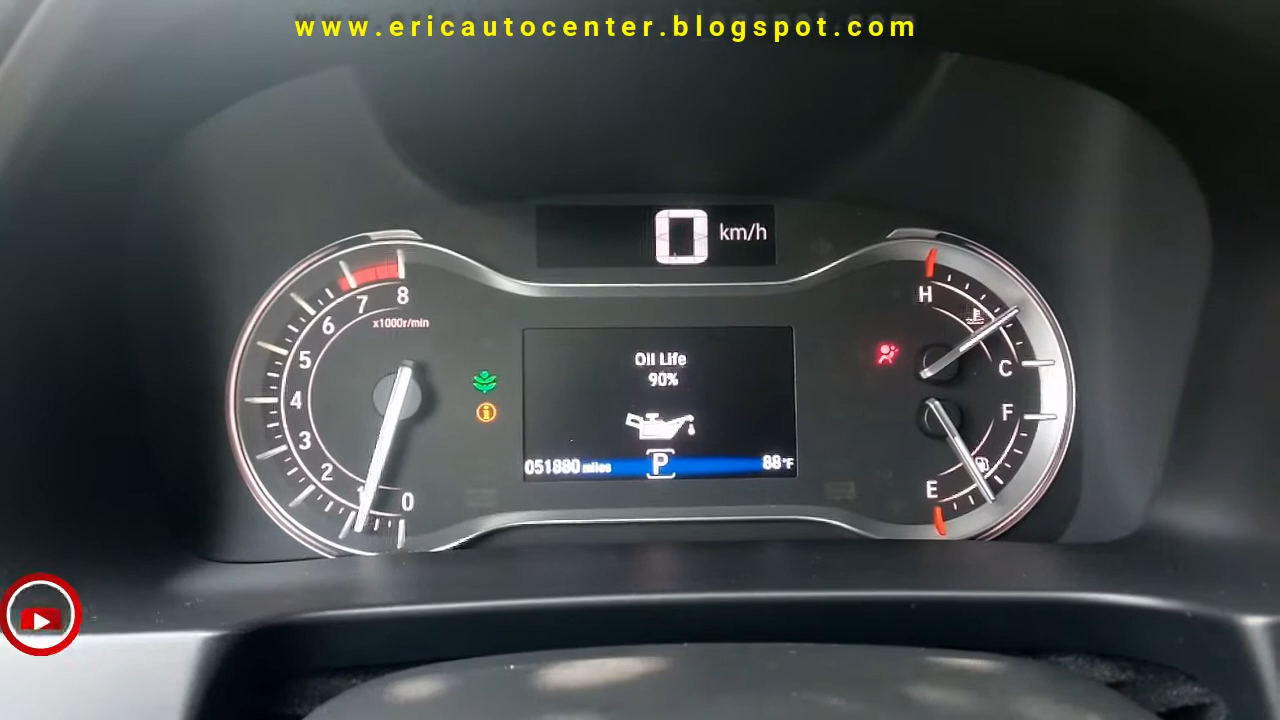 www.ericautocenter.blogspot.com
0 km/h
8
7
6
5
4
3
2
1
0
x1000r/min
Oil Life
90%
051880 miles
P
88°F
H
C
F
E